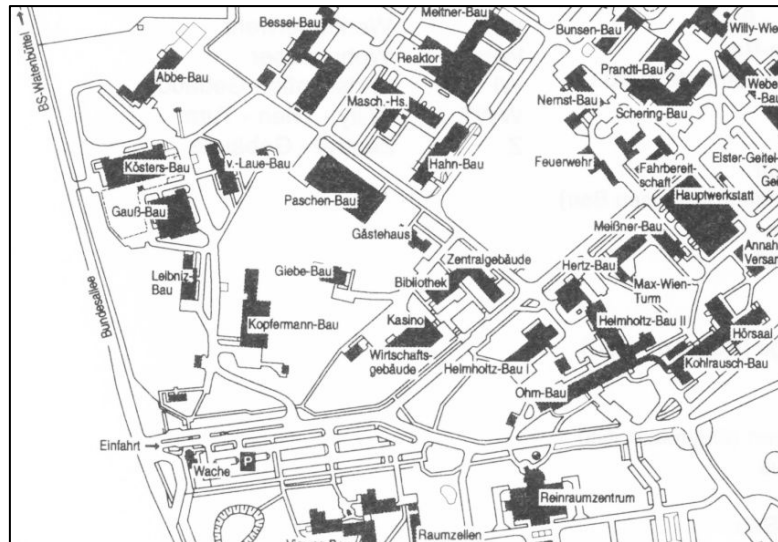 BS-Watenbüttel
Bessel-Bau
Meitner-Bau
Bunsen-Bau
Willy-Wie
Abbe-Bau
Reaktor
Prandtl-Bau
Masch.-Hs.
Nernst-Bau
Webe
-Bau
Schering-Bau
Kösters-Bau
v.-Laue-Bau
Hahn-Bau
Feuerwehr
Fahrbereit-
schaft
Elster-Geitel
Gei
Paschen-Bau
Hauptwerkstatt
Gauß-Bau
Gästehaus
Meißner-Bau
Annah
Versan
Zentralgebäude
Hertz-Bau
Leibniz-
Bau
Giebe-Bau
Bibliothek
Max-Wien-
Turm
Bundesallee
Kopfermann-Bau
Kasino
Helmholtz-Bau II
Hörsaal
Wirtschafts-
gebäude
Helmholtz-Bau I
Kohlrausch-Bau
Ohm-Bau
Einfahrt
Wache
P
Reinraumzentrum
Raumzellen